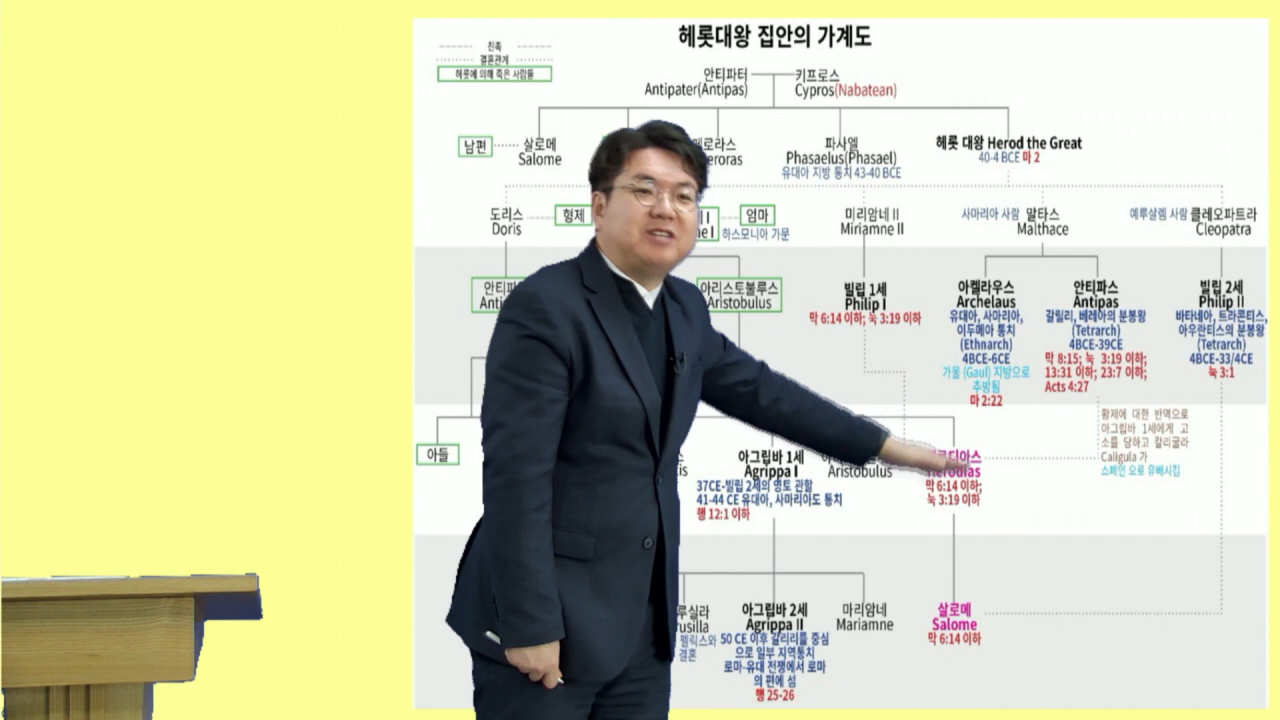 헤롯대왕 집안의 가계도
친족
결혼관계
헤롯에 의해 죽은 사람들
안티파터
Antipater(Antipas)
키프로스
Cypros(Nabatean)
남편
살로메
Salome
파사엘
Phasaelus(Phasael)
유대아 지방 통치 43-40 BCE
헤롯 대왕 Herod the Great
40-4 BCE 마 2
도리스
Doris
형제
엄마
하스모니아 가문
미리암네 II
Miriamne II
사마리아 사람 말타스
Malthace
예루살렘 사람 클레오파트라
Cleopatra
아리스토불루스
Aristobulus
빌립 1세
Philip I
막 6:14 이하; 눅 3:19 이하
아켈라우스
Archelaus
유대아, 사마리아,
이두메아 통치
(Ethnarch)
4BCE-6CE
가울 (Gaul) 지방으로
추방됨
마 2:22
안티파스
Antipas
갈릴리, 베레아의 분봉왕
(Tetrarch)
4BCE-39CE
막 8:15; 눅 3:19 이하;
13:31 이하; 23:7 이하;
Acts 4:27
빌립 2세
Philip II
바타네아, 트라콘티스,
아우란티스의 분봉왕
(Tetrarch)
4BCE-33/4CE
눅 3:1
황제에 대한 반역으로
아그립바 1세에게 고
소를 당하고 칼리굴라
Caligula 가
스페인 으로 유배시킴
아들
아그립바 1세
Agrippa I
37CE-빌립 2세의 영토 관할
41-44 CE 유대아, 사마리아도 통치
행 12:1 이하
Aristobulus
막 6:14 이하;
눅 3:19 이하
펠릭스와
결혼
아그립바 2세
Agrippa II
50 CE 이후 갈리리를 중심
으로 일부 지역통치
로마-유대 전쟁에서 로마
의 편에 섬
행 25-26
마리암네
Mariamne
살로메
Salome
막 6:14 이하